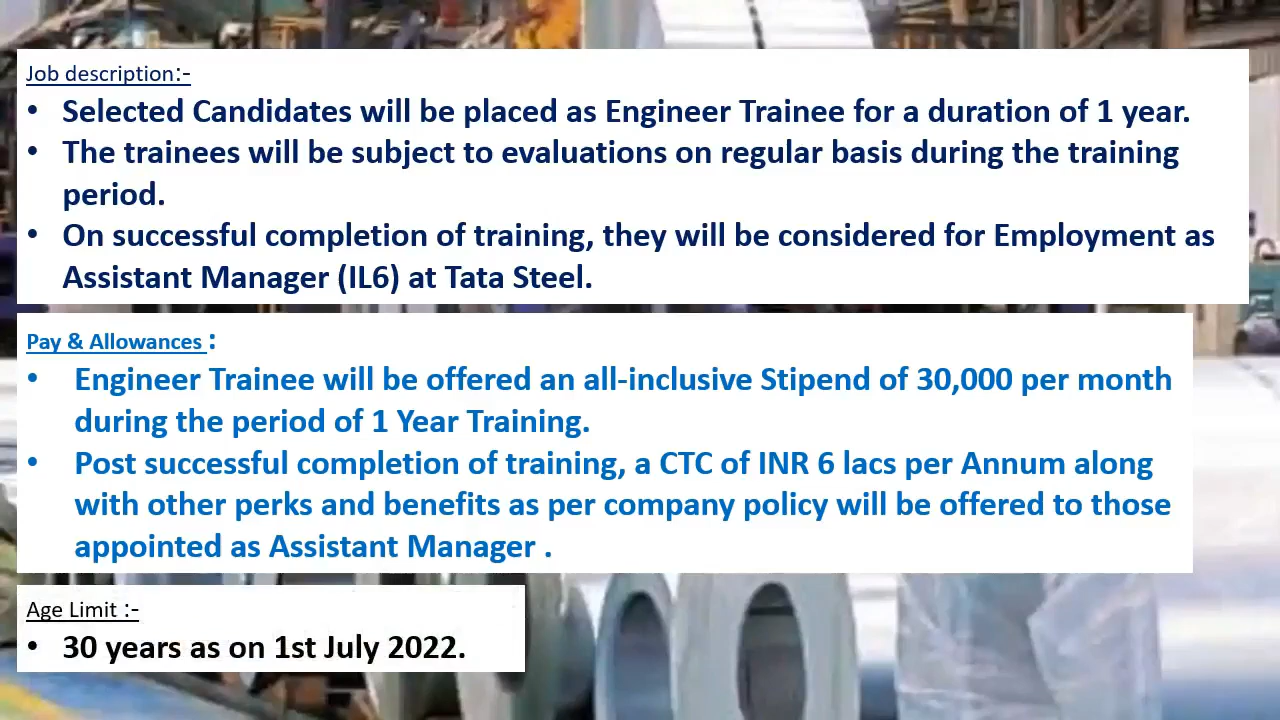 Job description:-
• Selected Candidates will be placed as Engineer Trainee for a duration of 1 year.
• The trainees will be subject to evaluations on regular basis during the training
period.
• On successful completion of training, they will be considered for Employment as
Assistant Manager (IL6) at Tata Steel.
Pay & Allowances :
• Engineer Trainee will be offered an all-inclusive Stipend of 30,000 per month
during the period of 1 Year Training.
• Post successful completion of training, a CTC of INR 6 lacs per Annum along
with other perks and benefits as per company policy will be offered to those
appointed as Assistant Manager .
Age Limit :-
• 30 years as on 1st July 2022.